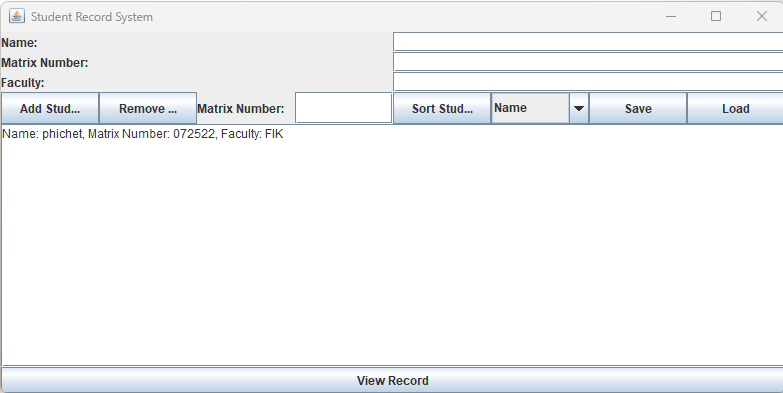 Student Record System
Name:
Matrix Number:
Faculty:
Add Stud... Remove ... Matrix Number: Sort Stud... Name Save Load
Name: phichet, Matrix Number: 072522, Faculty: FIK
View Record